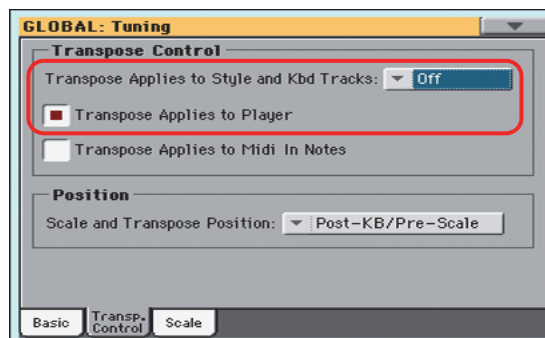 GLOBAL: Tuning
Transpose Control
Transpose Applies to Style and Kbd Tracks: Off
Transpose Applies to Player
Transpose Applies to Midi In Notes
Position
Scale and Transpose Position: Post-KB/Pre-Scale
Basic
Transp.
Control
Scale